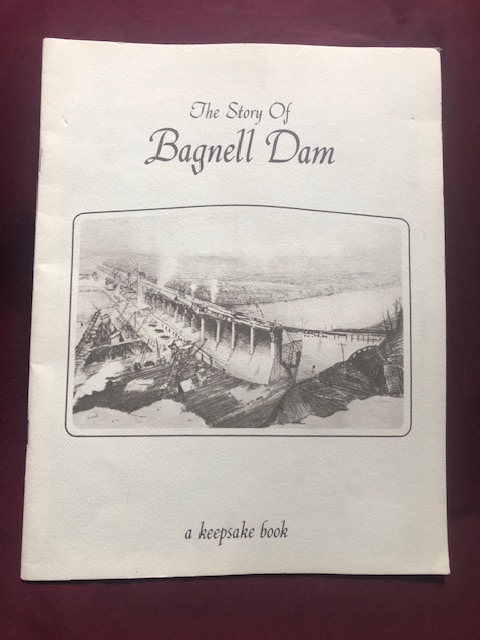 The Story Of
Bagnell Dam
a keepsake book